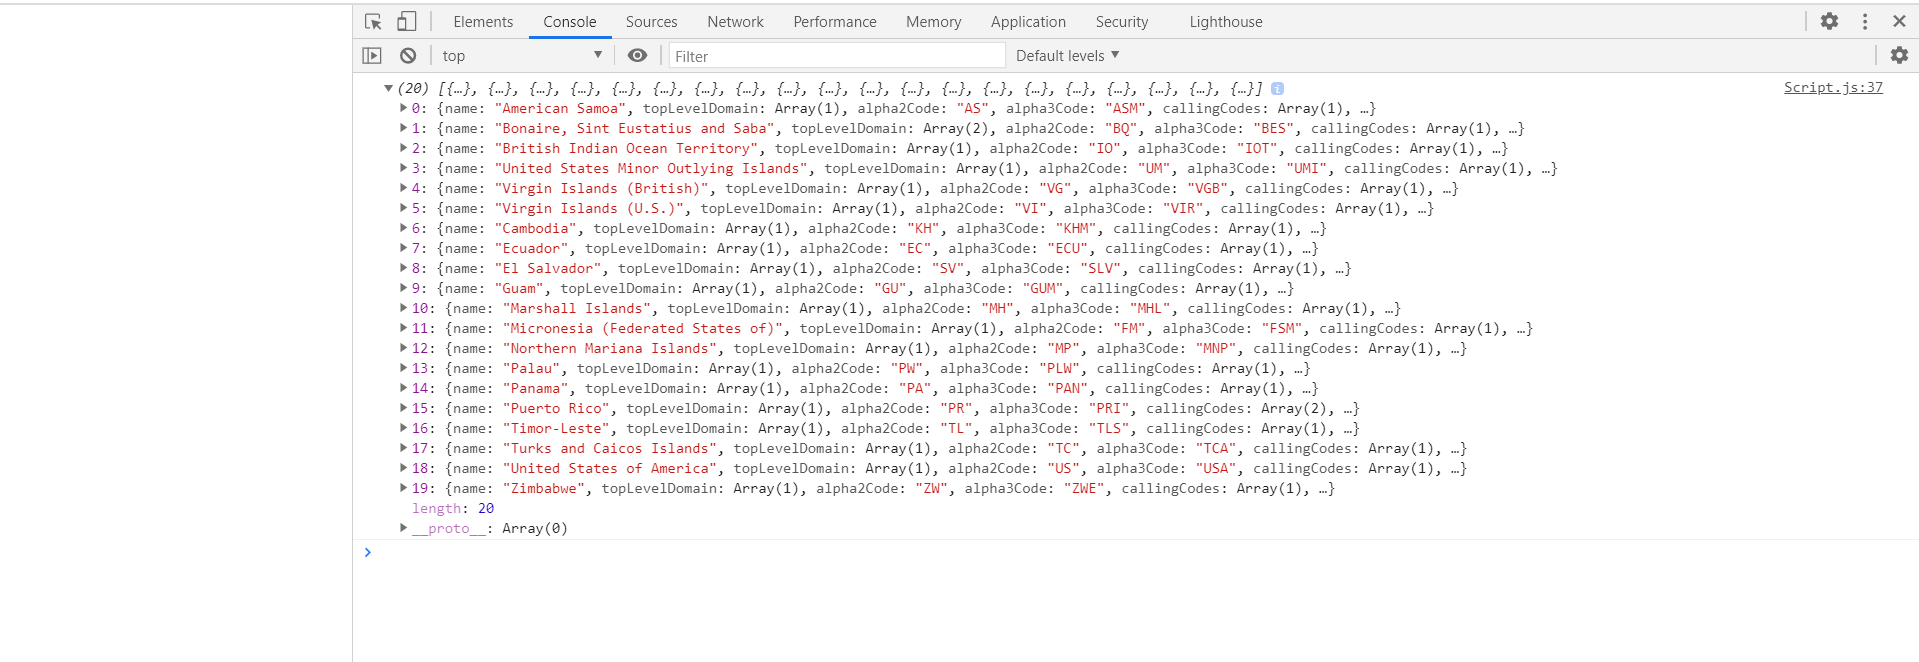 Elements Console Sources Network Performance Memory Application Security Lighthouse
top Filter Default levels
(20) [{…}, {…}, {…}, {…}, {…}, {…}, {…}, {…}, {…}, {…}, {…}, {…}, {…}, {…}, {…}, {…}, {…}, {…}, {…}, {…}] i Script.js:37
0: {name: "American Samoa", topLevelDomain: Array(1), alpha2Code: "AS", alpha3Code: "ASM", callingCodes: Array(1), …}
1: {name: "Bonaire, Sint Eustatius and Saba", topLevelDomain: Array(2), alpha2Code: "BQ", alpha3Code: "BES", callingCodes: Array(1), …}
2: {name: "British Indian Ocean Territory", topLevelDomain: Array(1), alpha2Code: "IO", alpha3Code: "IOT", callingCodes: Array(1), …}
3: {name: "United States Minor Outlying Islands", topLevelDomain: Array(1), alpha2Code: "UM", alpha3Code: "UMI", callingCodes: Array(1), …}
4: {name: "Virgin Islands (British)", topLevelDomain: Array(1), alpha2Code: "VG", alpha3Code: "VGB", callingCodes: Array(1), …}
5: {name: "Virgin Islands (U.S.)", topLevelDomain: Array(1), alpha2Code: "VI", alpha3Code: "VIR", callingCodes: Array(1), …}
6: {name: "Cambodia", topLevelDomain: Array(1), alpha2Code: "KH", alpha3Code: "KHM", callingCodes: Array(1), …}
7: {name: "Ecuador", topLevelDomain: Array(1), alpha2Code: "EC", alpha3Code: "ECU", callingCodes: Array(1), …}
8: {name: "El Salvador", topLevelDomain: Array(1), alpha2Code: "SV", alpha3Code: "SLV", callingCodes: Array(1), …}
9: {name: "Guam", topLevelDomain: Array(1), alpha2Code: "GU", alpha3Code: "GUM", callingCodes: Array(1), …}
10: {name: "Marshall Islands", topLevelDomain: Array(1), alpha2Code: "MH", alpha3Code: "MHL", callingCodes: Array(1), …}
11: {name: "Micronesia (Federated States of)", topLevelDomain: Array(1), alpha2Code: "FM", alpha3Code: "FSM", callingCodes: Array(1), …}
12: {name: "Northern Mariana Islands", topLevelDomain: Array(1), alpha2Code: "MP", alpha3Code: "MNP", callingCodes: Array(1), …}
13: {name: "Palau", topLevelDomain: Array(1), alpha2Code: "PW", alpha3Code: "PLW", callingCodes: Array(1), …}
14: {name: "Panama", topLevelDomain: Array(1), alpha2Code: "PA", alpha3Code: "PAN", callingCodes: Array(1), …}
15: {name: "Puerto Rico", topLevelDomain: Array(1), alpha2Code: "PR", alpha3Code: "PRI", callingCodes: Array(2), …}
16: {name: "Timor-Leste", topLevelDomain: Array(1), alpha2Code: "TL", alpha3Code: "TLS", callingCodes: Array(1), …}
17: {name: "Turks and Caicos Islands", topLevelDomain: Array(1), alpha2Code: "TC", alpha3Code: "TCA", callingCodes: Array(1), …}
18: {name: "United States of America", topLevelDomain: Array(1), alpha2Code: "US", alpha3Code: "USA", callingCodes: Array(1), …}
19: {name: "Zimbabwe", topLevelDomain: Array(1), alpha2Code: "ZW", alpha3Code: "ZWE", callingCodes: Array(1), …}
length: 20
__proto__: Array(0)